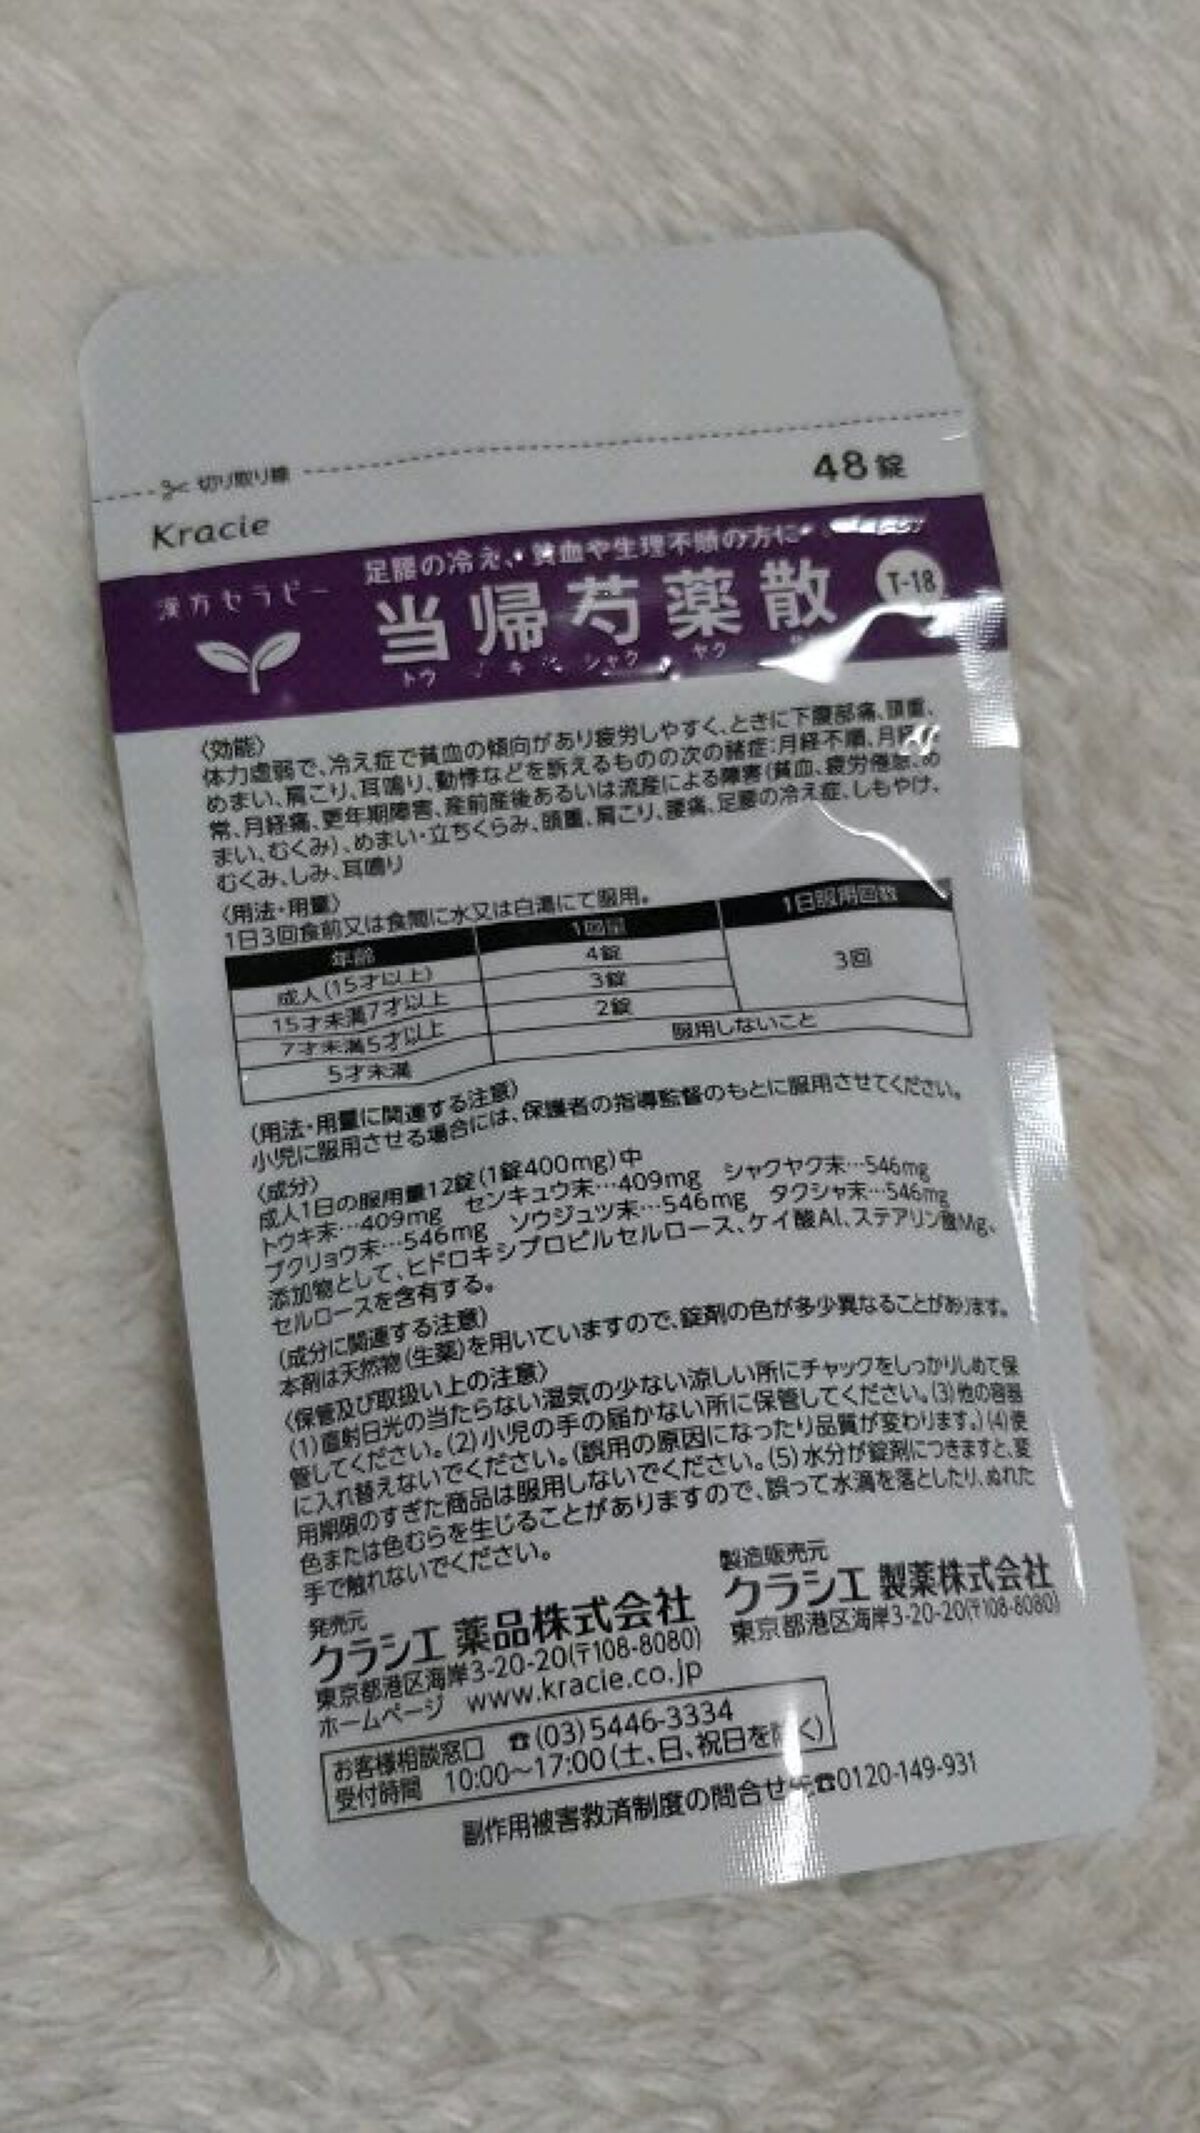 切り取り線
48錠
Kracie
足腰の冷え、貧血や生理不順の方に
漢方セラピー
当帰芍薬散
T-18
トウ キ シャク ヤク
〈効能〉
体力虚弱で、冷え症で貧血の傾向があり疲労しやすく、ときに下腹部痛、頭重、
めまい、肩こり、耳鳴り、動悸などを訴えるものの次の諸症:月経不順、月経
常、月経痛、更年期障害、産前産後あるいは流産による障害(貧血、疲労倦怠、め
まい、むくみ)、めまい・立ちくらみ、頭重、肩こり、腰痛、足腰の冷え症、しもやけ、
むくみ、しみ、耳鳴り
〈用法・用量〉
1日3回食前又は食間に水又は白湯にて服用。
年齢 1回量 1日服用回数
成人(15才以上) 4錠 3回
15才未満7才以上 3錠
7才未満5才以上 2錠
5才未満 服用しないこと
(用法・用量に関連する注意)
小児に服用させる場合には、保護者の指導監督のもとに服用させてください。
〈成分〉
成人1日の服用量12錠(1錠400mg)中
トウキ末…409mg センキュウ末…409mg シャクヤク末…546mg
ブクリョウ末…546mg ソウジュツ末…546mg タクシャ末…546mg
添加物として、ヒドロキシプロピルセルロース、ケイ酸Al、ステアリン酸Mg、
セルロースを含有する。
(成分に関連する注意)
本剤は天然物(生薬)を用いていますので、錠剤の色が多少異なることがあります。
〈保管及び取扱い上の注意〉
(1)直射日光の当たらない湿気の少ない涼しい所にチャックをしっかりしめて保
管してください。(2)小児の手の届かない所に保管してください。(3)他の容器
に入れ替えないでください。(誤用の原因になったり品質が変わります。)(4)使
用期限のすぎた商品は服用しないでください。(5)水分が錠剤につきますと、変
色または色むらを生じることがありますので、誤って水滴を落としたり、ぬれた
手で触れないでください。
発売元
クラシエ薬品株式会社
東京都港区海岸3-20-20(〒108-8080)
ホームページ www.kracie.co.jp
製造販売元
クラシエ製薬株式会社
東京都港区海岸3-20-20(〒108-8080)
お客様相談窓口 ☎(03)5446-3334
受付時間 10:00〜17:00(土、日、祝日を除く)
副作用被害救済制度の問合せ先☎0120-149-931